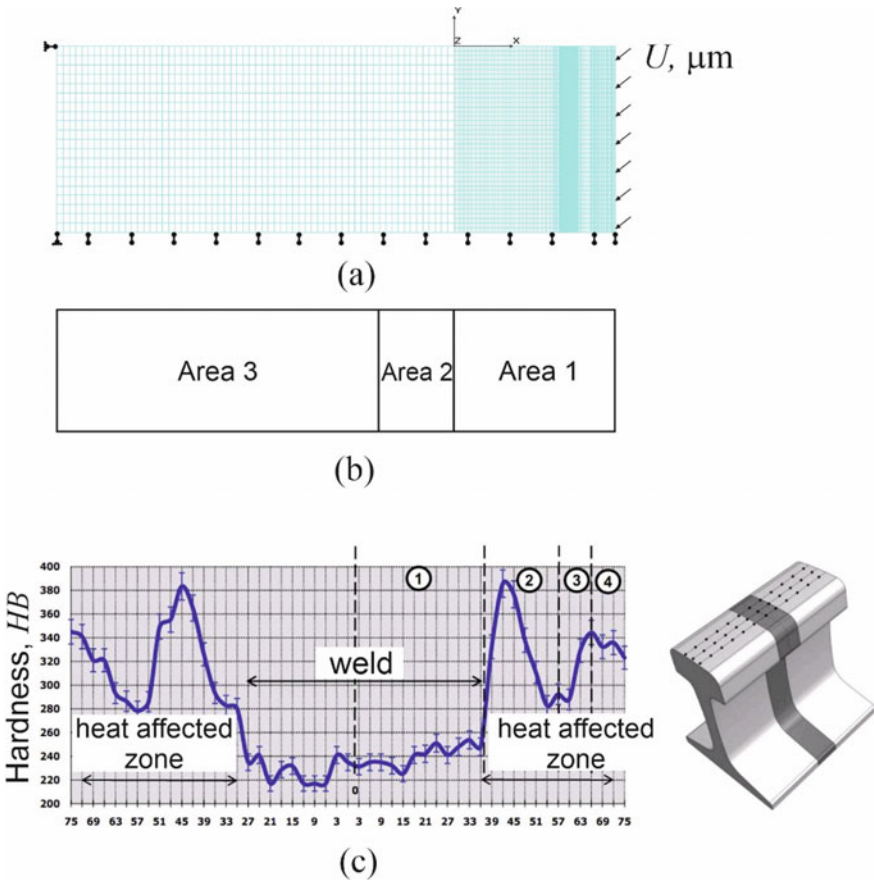 Y
Z X
U, μm
(a)
Area 3 Area 2 Area 1
(b)
400
380
360
340
320
300
280
260
240
220
200
Hardness, HB
1 2 3 4
weld
heat affected
zone
heat affected
zone
0
75 69 63 57 51 45 39 33 27 21 15 9 3 3 9 15 21 27 33 39 45 51 57 63 69 75
(c)